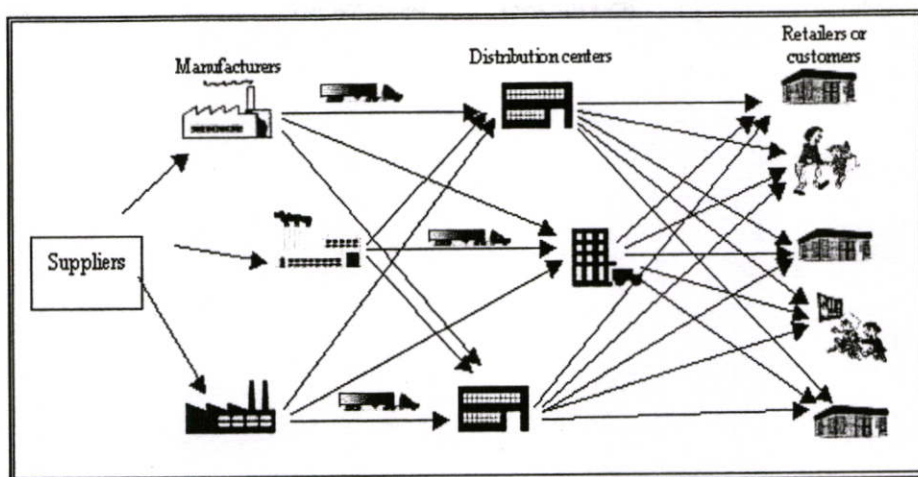 Retailers or
customers
Manufacturers
Distribution centers
Suppliers